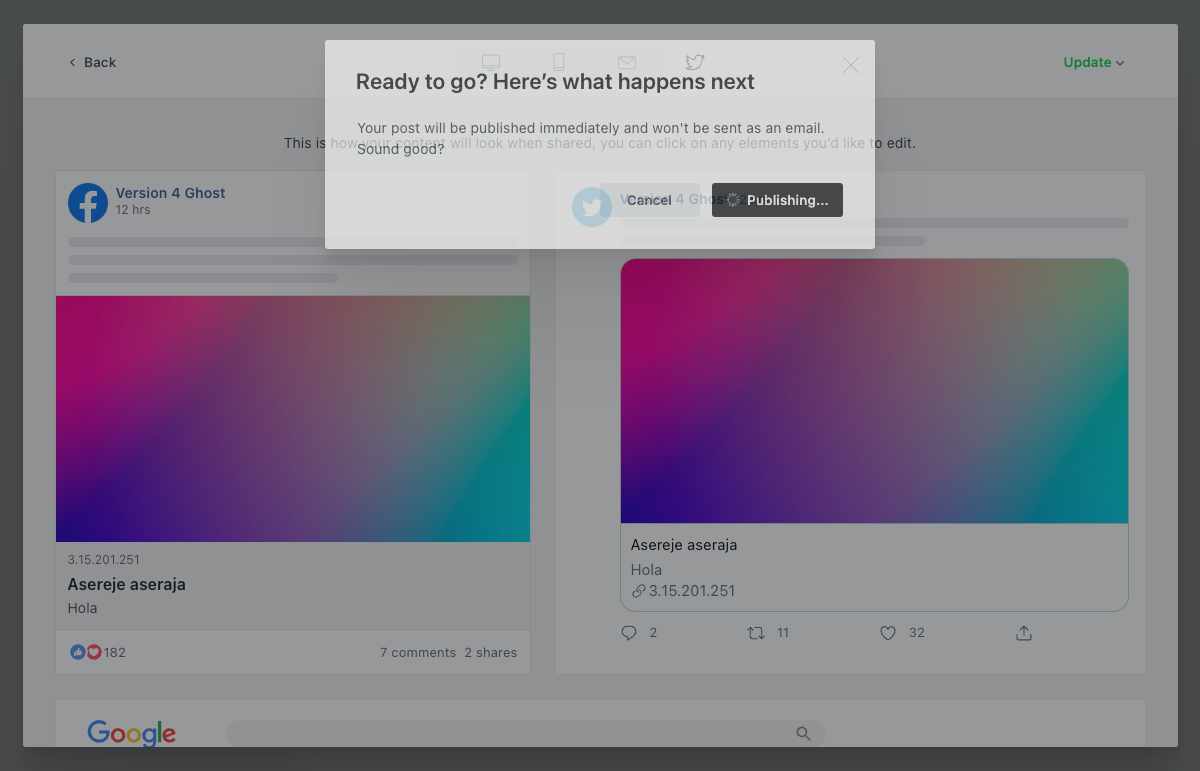 Back
Update
Ready to go? Here's what happens next
Your post will be published immediately and won't be sent as an email.
Sound good?
This is how your content will look when shared, you can click on any elements you'd like to edit.
Cancel
Publishing...
Version 4 Ghost
12 hrs
3.15.201.251
Asereje aseraja
Hola
182
7 comments 2 shares
Version 4 Ghost
Asereje aseraja
Hola
3.15.201.251
2
11
32
Google